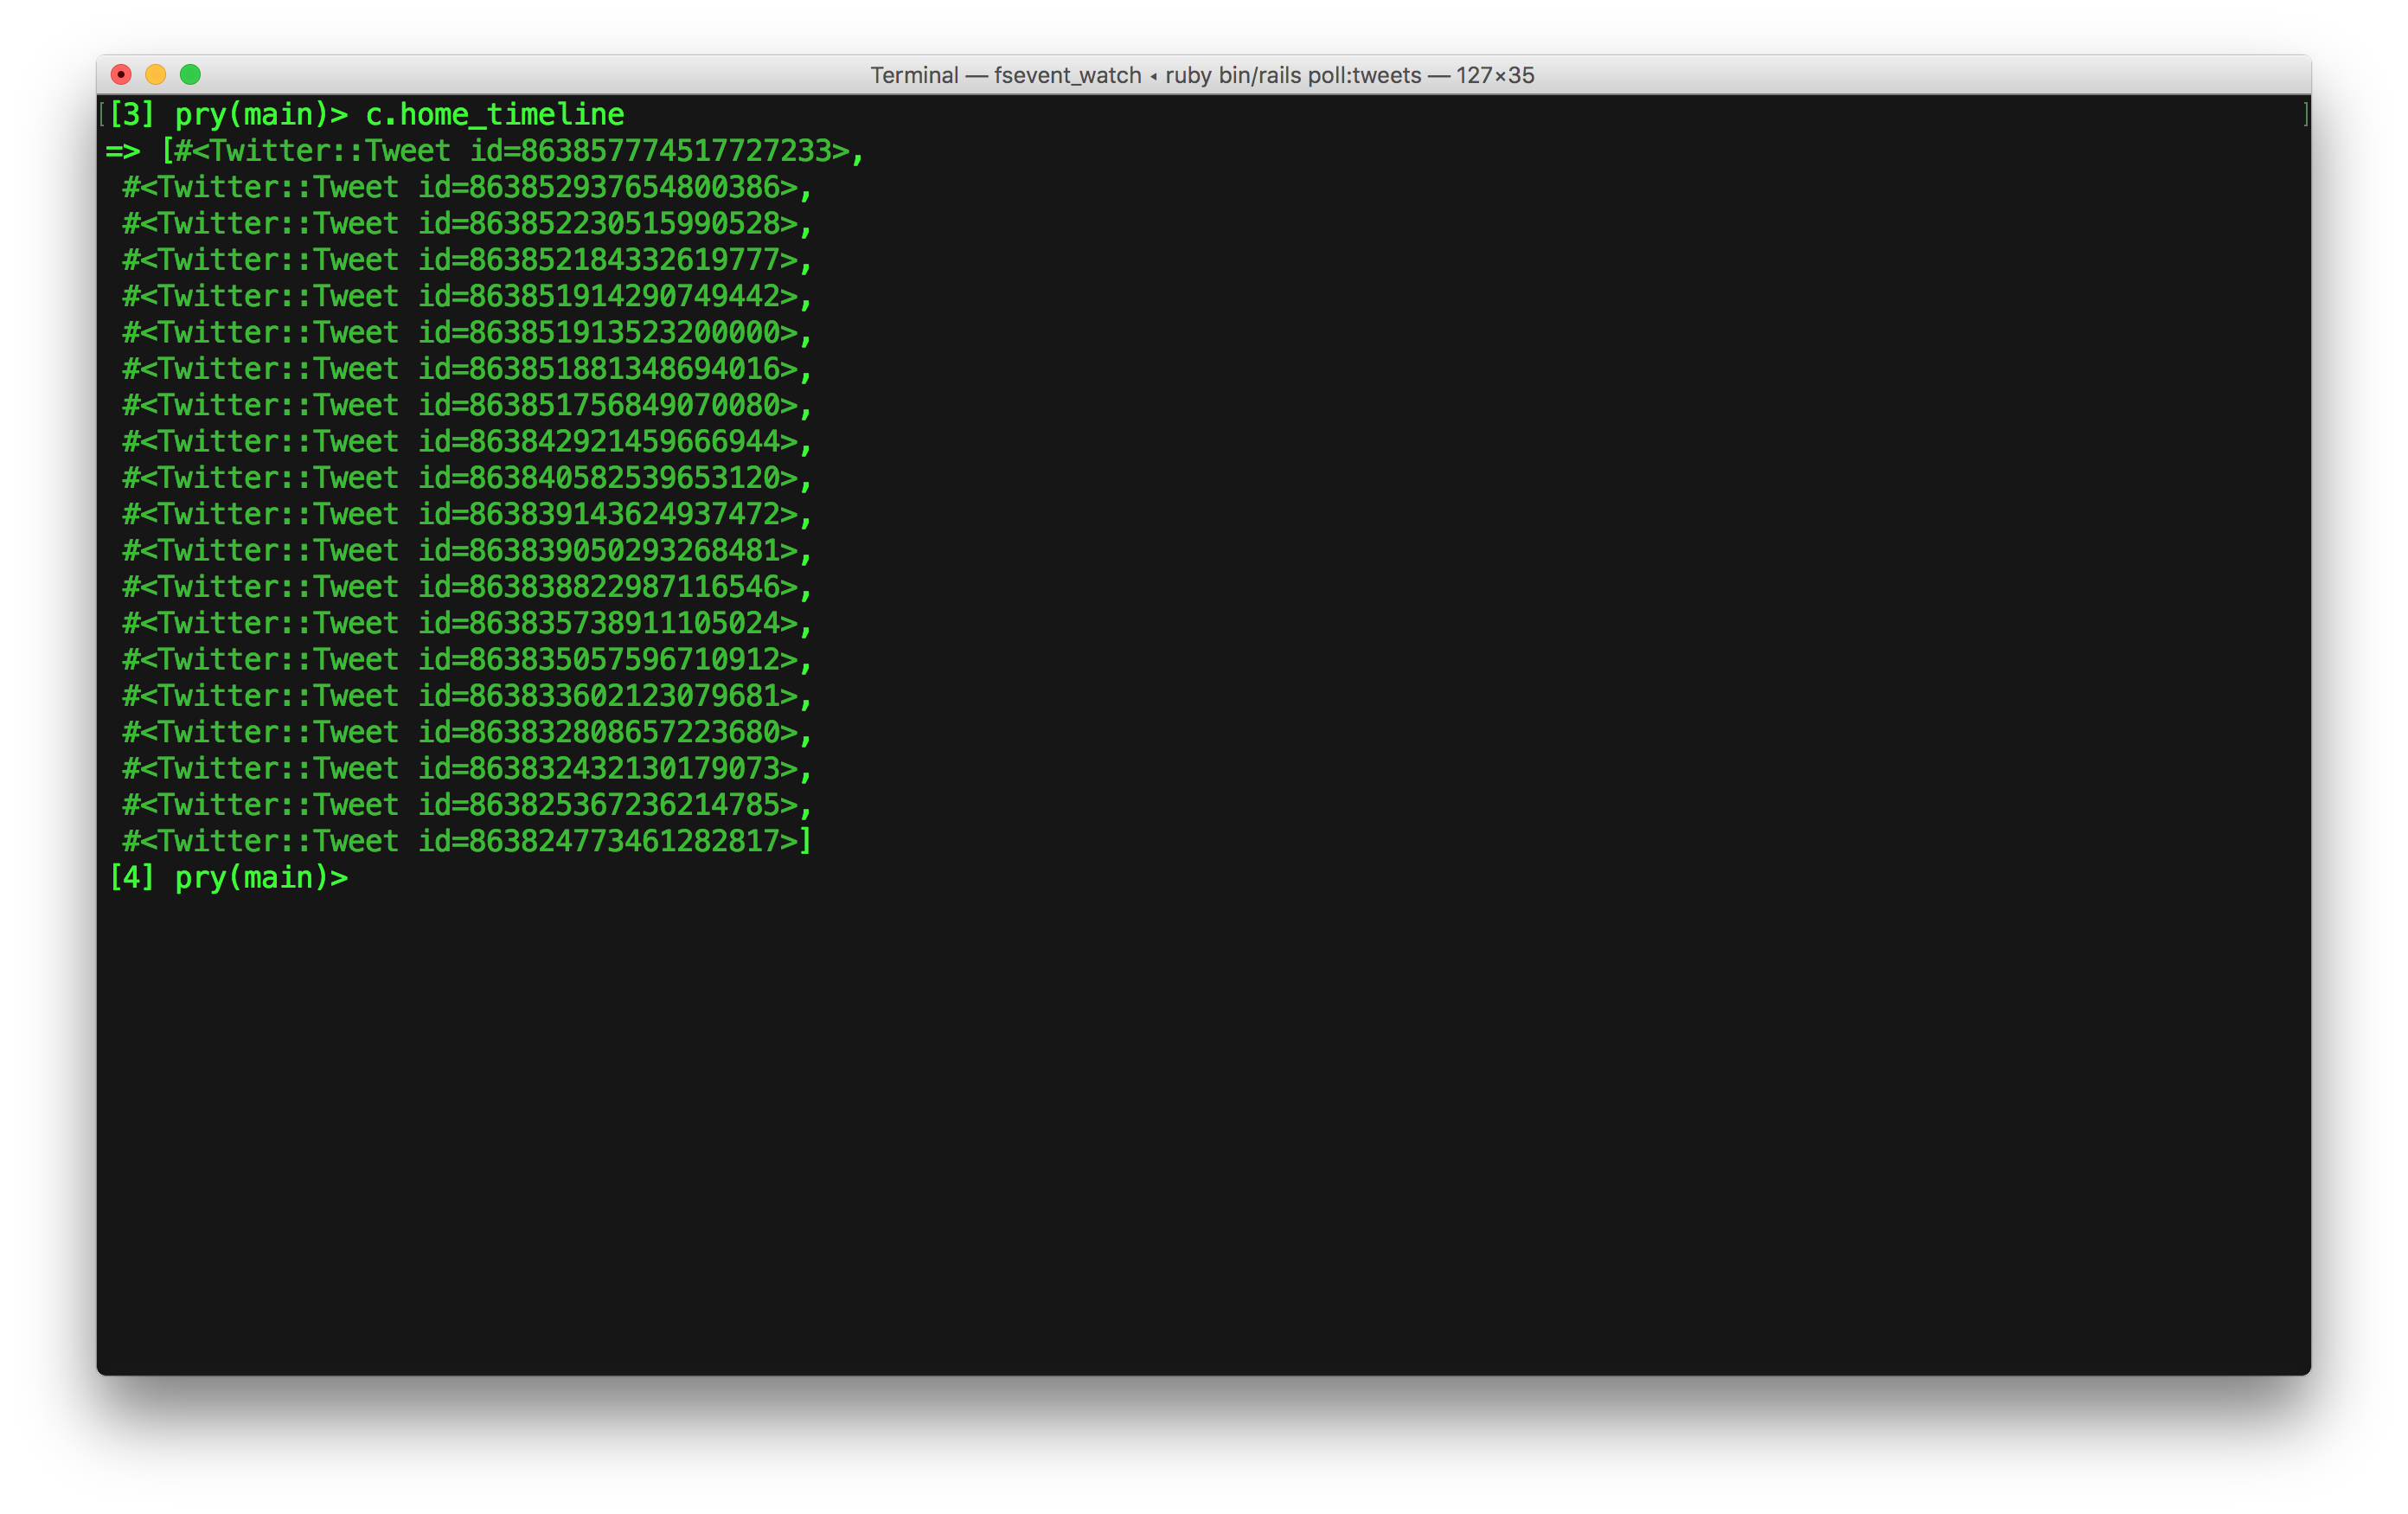 Terminal — fsevent_watch ◂ ruby bin/rails poll:tweets — 127×35
[[3] pry(main)> c.home_timeline ]
=> [#<Twitter::Tweet id=863857774517727233>,
 #<Twitter::Tweet id=863852937654800386>,
 #<Twitter::Tweet id=863852230515990528>,
 #<Twitter::Tweet id=863852184332619777>,
 #<Twitter::Tweet id=863851914290749442>,
 #<Twitter::Tweet id=863851913523200000>,
 #<Twitter::Tweet id=863851881348694016>,
 #<Twitter::Tweet id=863851756849070080>,
 #<Twitter::Tweet id=863842921459666944>,
 #<Twitter::Tweet id=863840582539653120>,
 #<Twitter::Tweet id=863839143624937472>,
 #<Twitter::Tweet id=863839050293268481>,
 #<Twitter::Tweet id=863838822987116546>,
 #<Twitter::Tweet id=863835738911105024>,
 #<Twitter::Tweet id=863835057596710912>,
 #<Twitter::Tweet id=863833602123079681>,
 #<Twitter::Tweet id=863832808657223680>,
 #<Twitter::Tweet id=863832432130179073>,
 #<Twitter::Tweet id=863825367236214785>,
 #<Twitter::Tweet id=863824773461282817>]
[4] pry(main)>